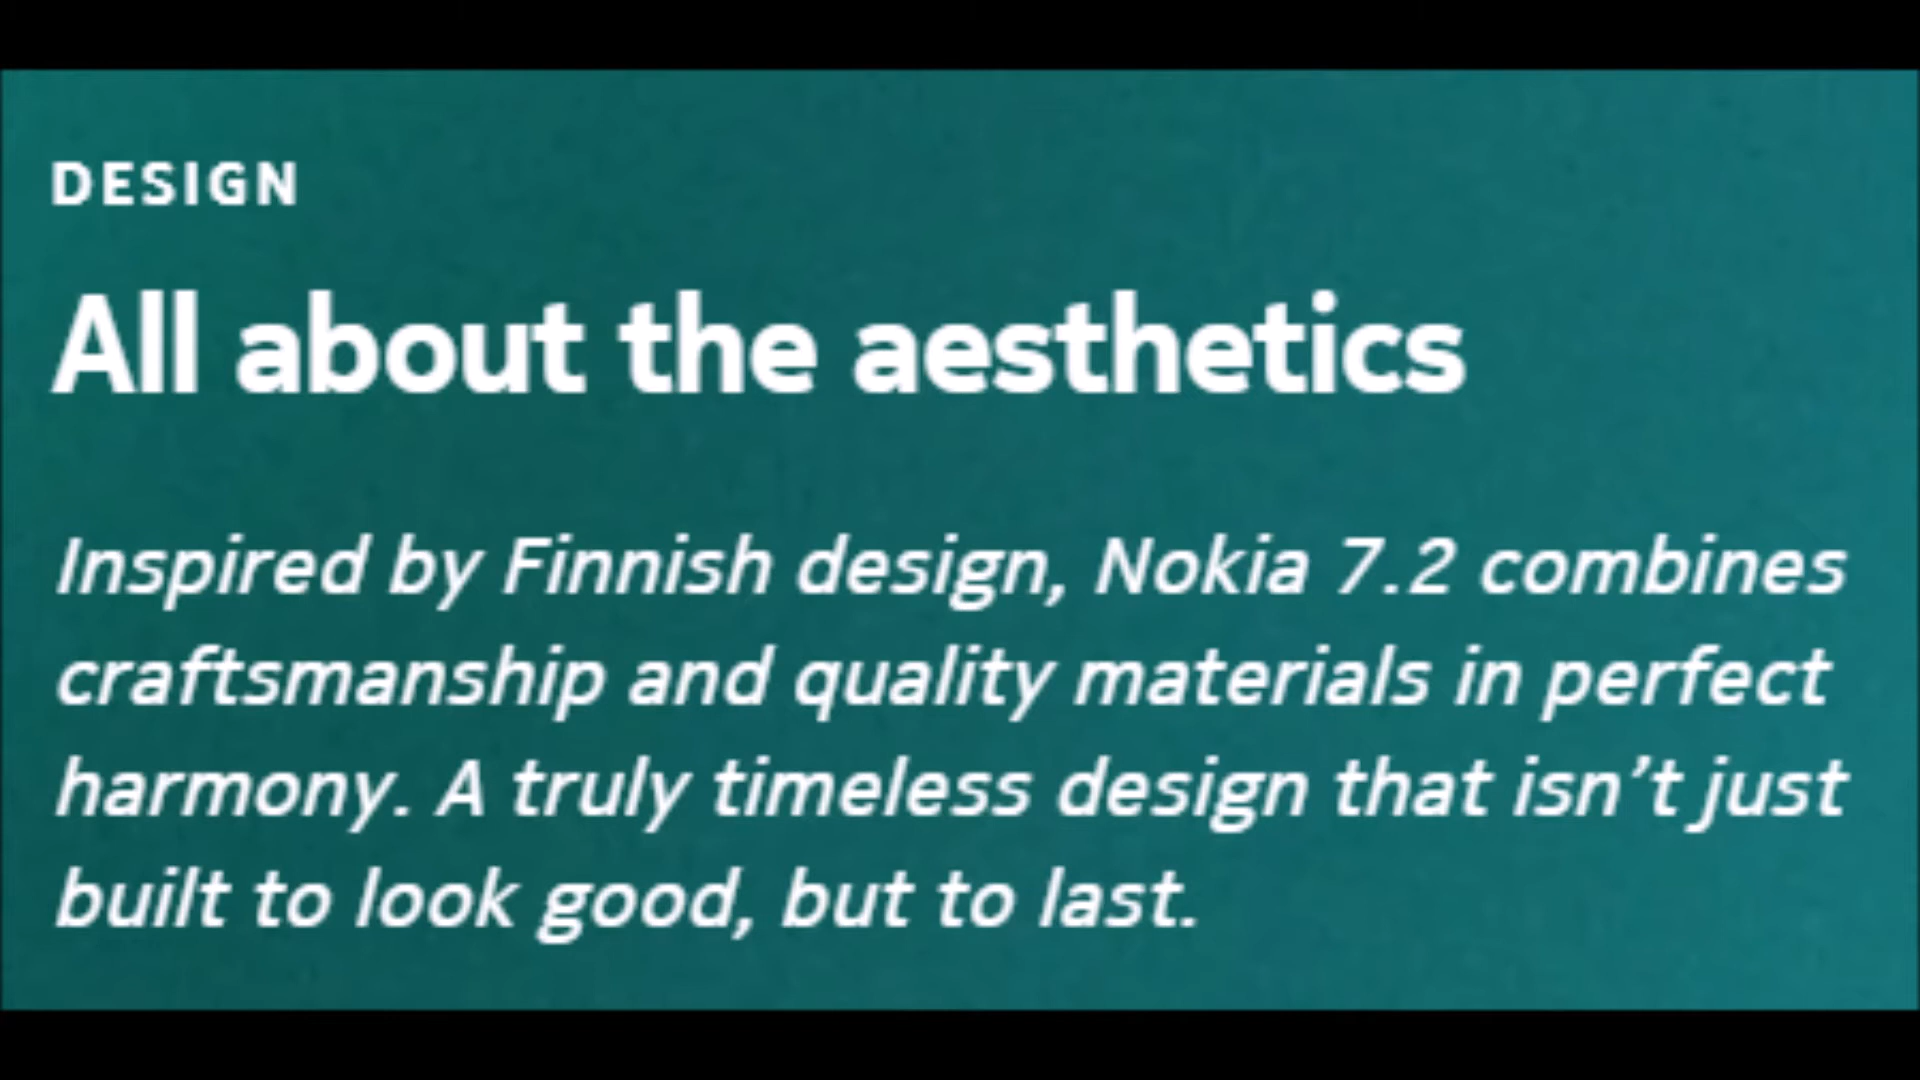 DESIGN
All about the aesthetics
Inspired by Finnish design, Nokia 7.2 combines
craftsmanship and quality materials in perfect
harmony. A truly timeless design that isn’t just
built to look good, but to last.